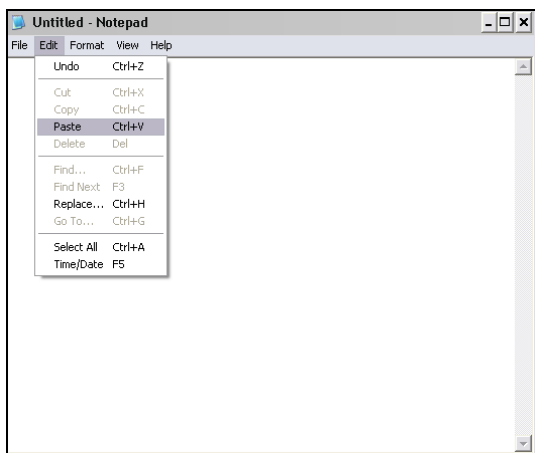 Untitled - Notepad
File Edit Format View Help
Undo Ctrl+Z
Cut Ctrl+X
Copy Ctrl+C
Paste Ctrl+V
Delete Del
Find... Ctrl+F
Find Next F3
Replace... Ctrl+H
Go To... Ctrl+G
Select All Ctrl+A
Time/Date F5